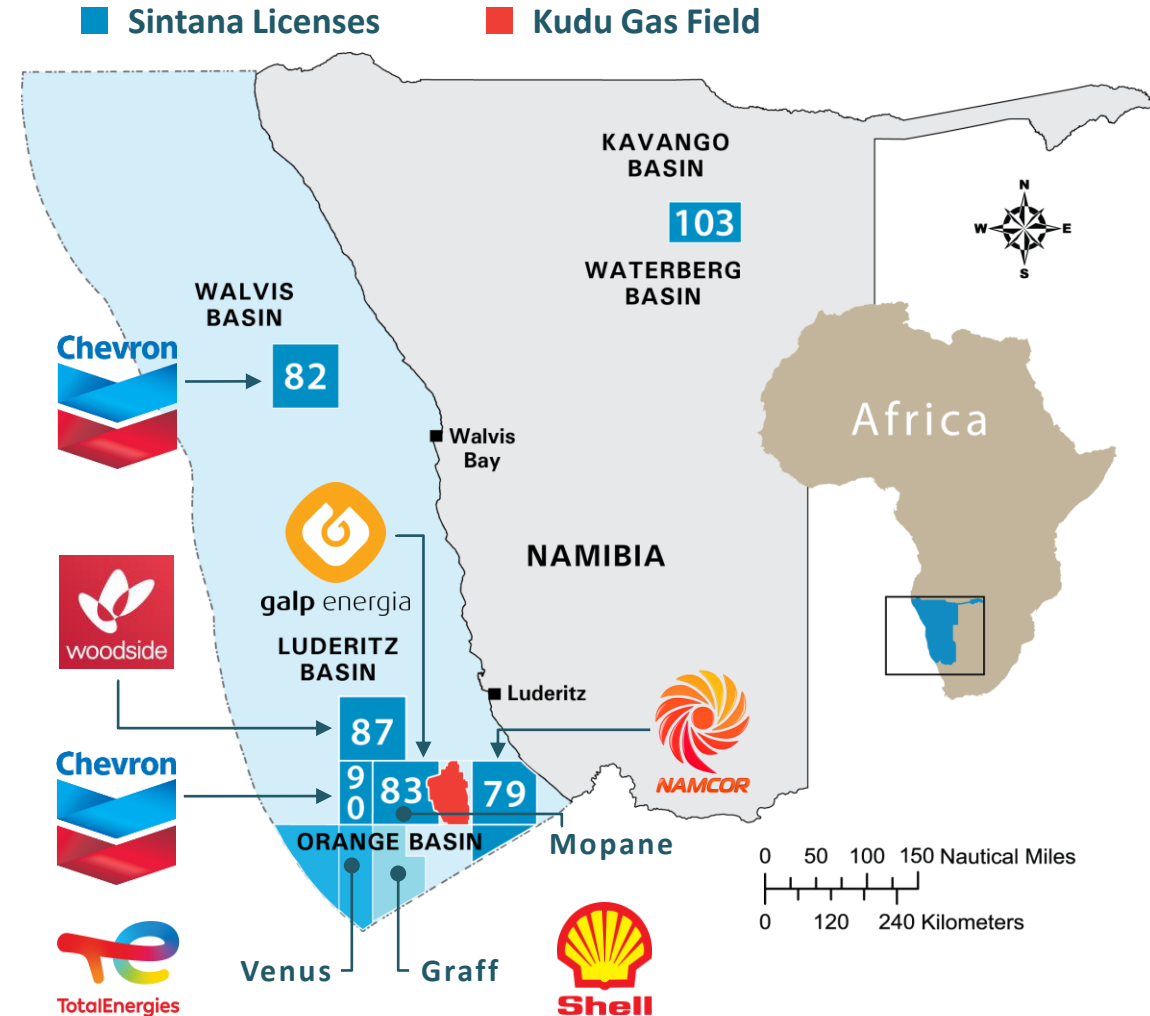 Sintana Licenses
Kudu Gas Field
KAVANGO
BASIN
103
WATERBERG
BASIN
N
W
E
S
WALVIS
BASIN
Chevron
82
Walvis
Bay
Africa
galp energia
NAMIBIA
woodside
LUDERITZ
BASIN
Luderitz
87
NAMCOR
Chevron
9
0
83
79
ORANGE BASIN
Mopane
0 50 100 150 Nautical Miles
0 120 240 Kilometers
TotalEnergies
Venus
Graff
Shell